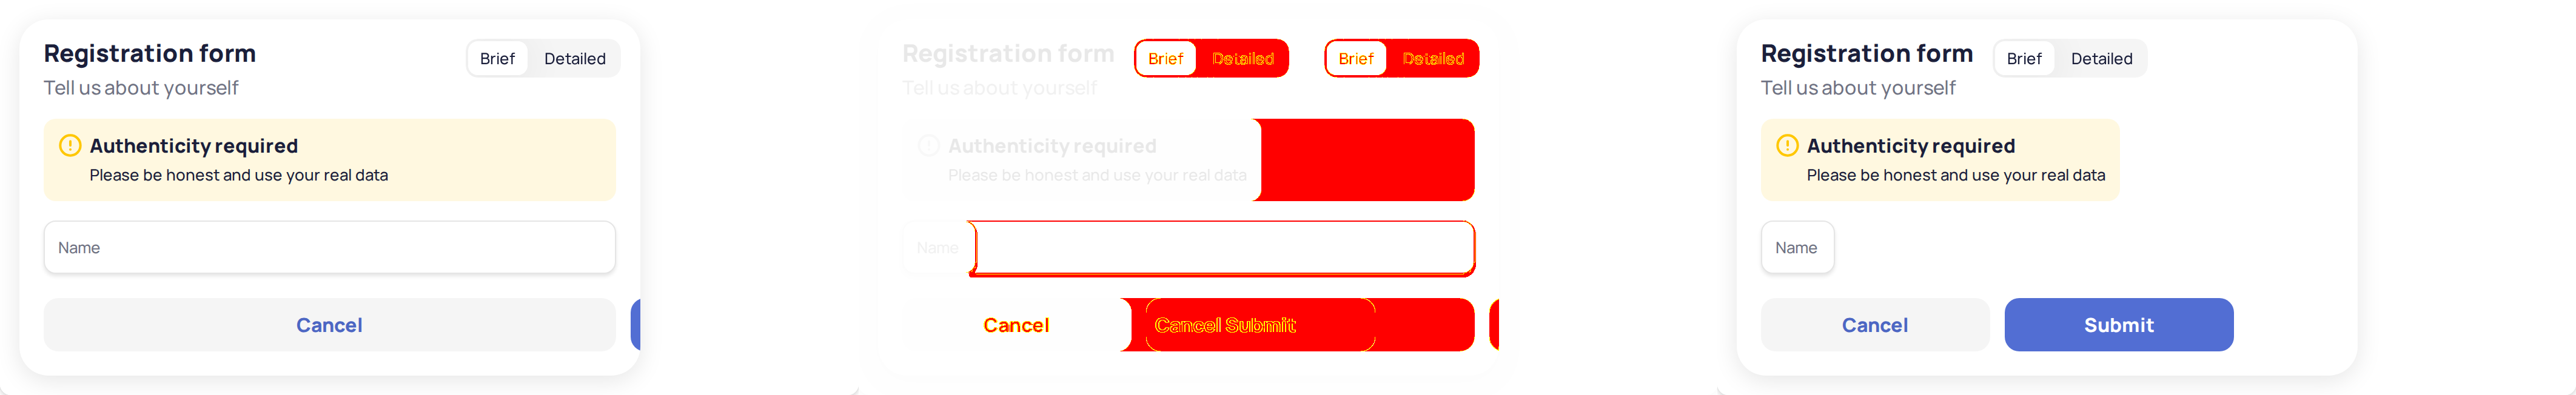 Registration form
Brief Detailed
Tell us about yourself
Authenticity required
Please be honest and use your real data
Name
Cancel
Registration form
Brief Detailed
Brief Detailed
Tell us about yourself
Authenticity required
Please be honest and use your real data
Name
Cancel
Cancel Submit
Registration form
Brief Detailed
Tell us about yourself
Authenticity required
Please be honest and use your real data
Name
Cancel
Submit